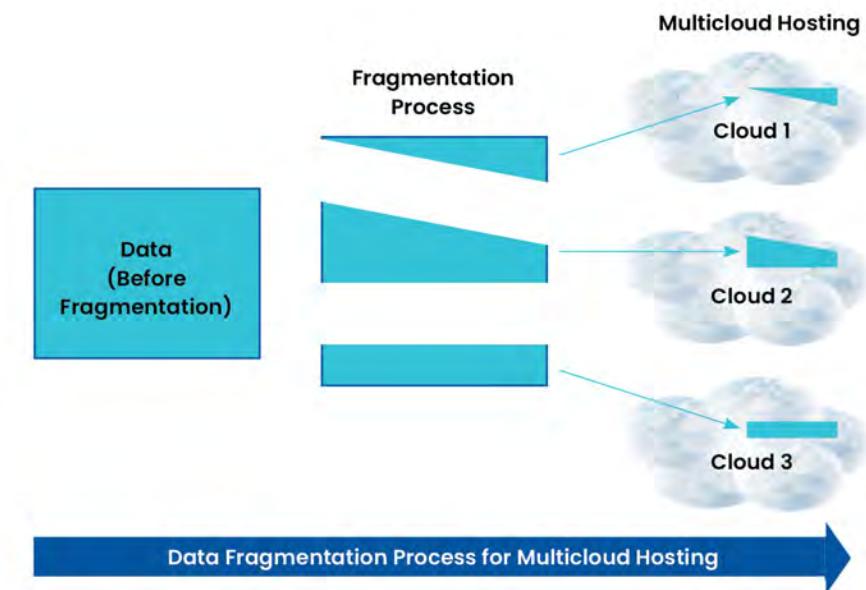 Multicloud Hosting
Fragmentation
Process
Cloud 1
Data
(Before
Fragmentation)
Cloud 2
Cloud 3
Data Fragmentation Process for Multicloud Hosting